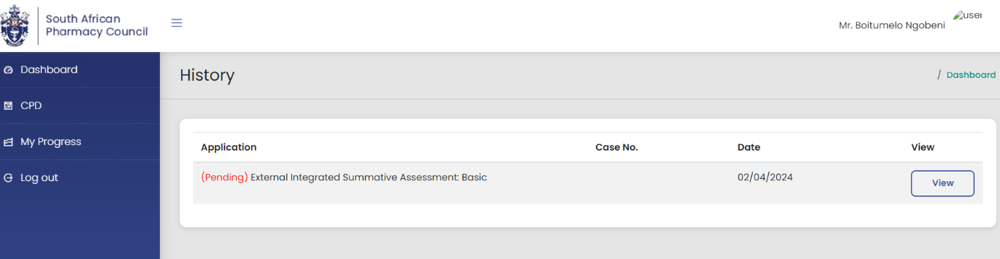 South African
Pharmacy Council
Mr. Boitumelo Ngobeni
user
Dashboard
CPD
My Progress
Log out
History
/ Dashboard
Application Case No. Date View
(Pending) External Integrated Summative Assessment: Basic 02/04/2024 View